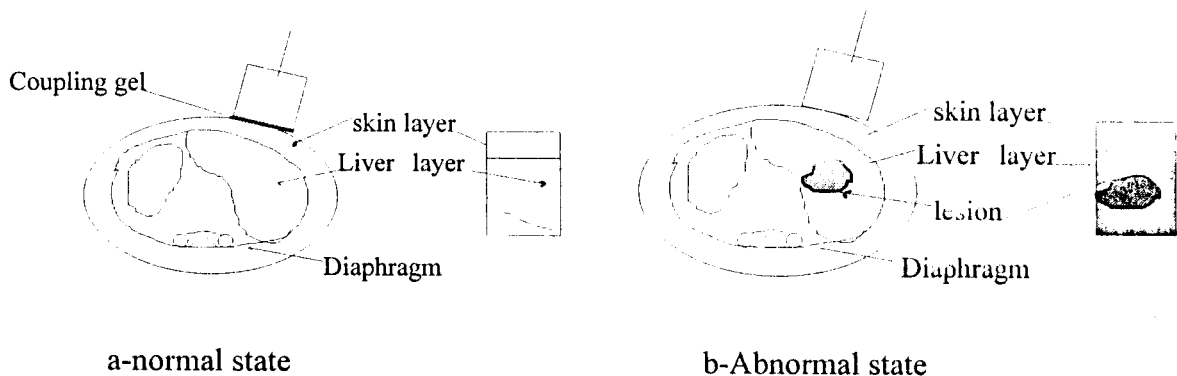 Coupling gel
skin layer
Liver layer
Diaphragm
a-normal state
skin layer
Liver layer
lesion
Diaphragm
b-Abnormal state